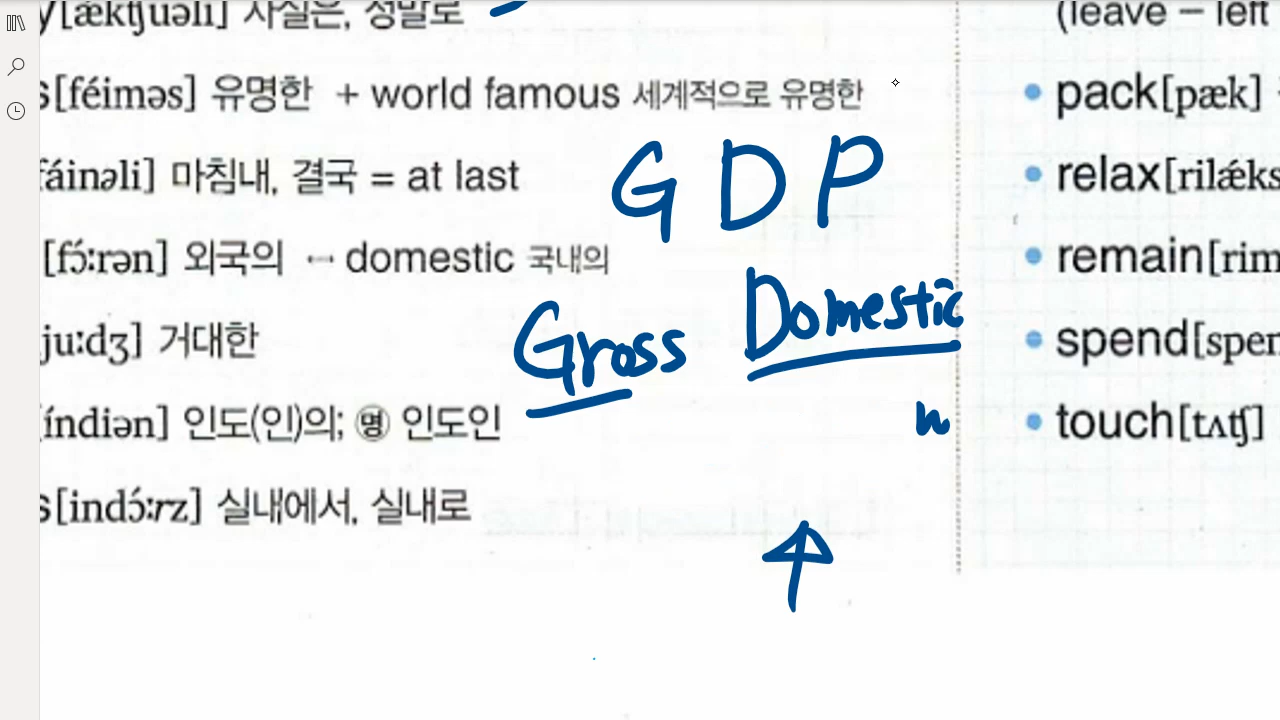 y[ǽktʃuəli] 사실은, 정말로
s[féiməs] 유명한 + world famous 세계적으로 유명한
fáinəli] 마침내, 결국 = at last
[fɔ́:rən] 외국의 ↔ domestic 국내의
ju:dʒ] 거대한
índiən] 인도(인)의; ㊔ 인도인
s[indɔ́:rz] 실내에서, 실내로
G D P
Gross Domestic
n
(leave – left
pack[pæk]
relax[rilǽks
remain[rim
spend[spen
touch[tʌtʃ]